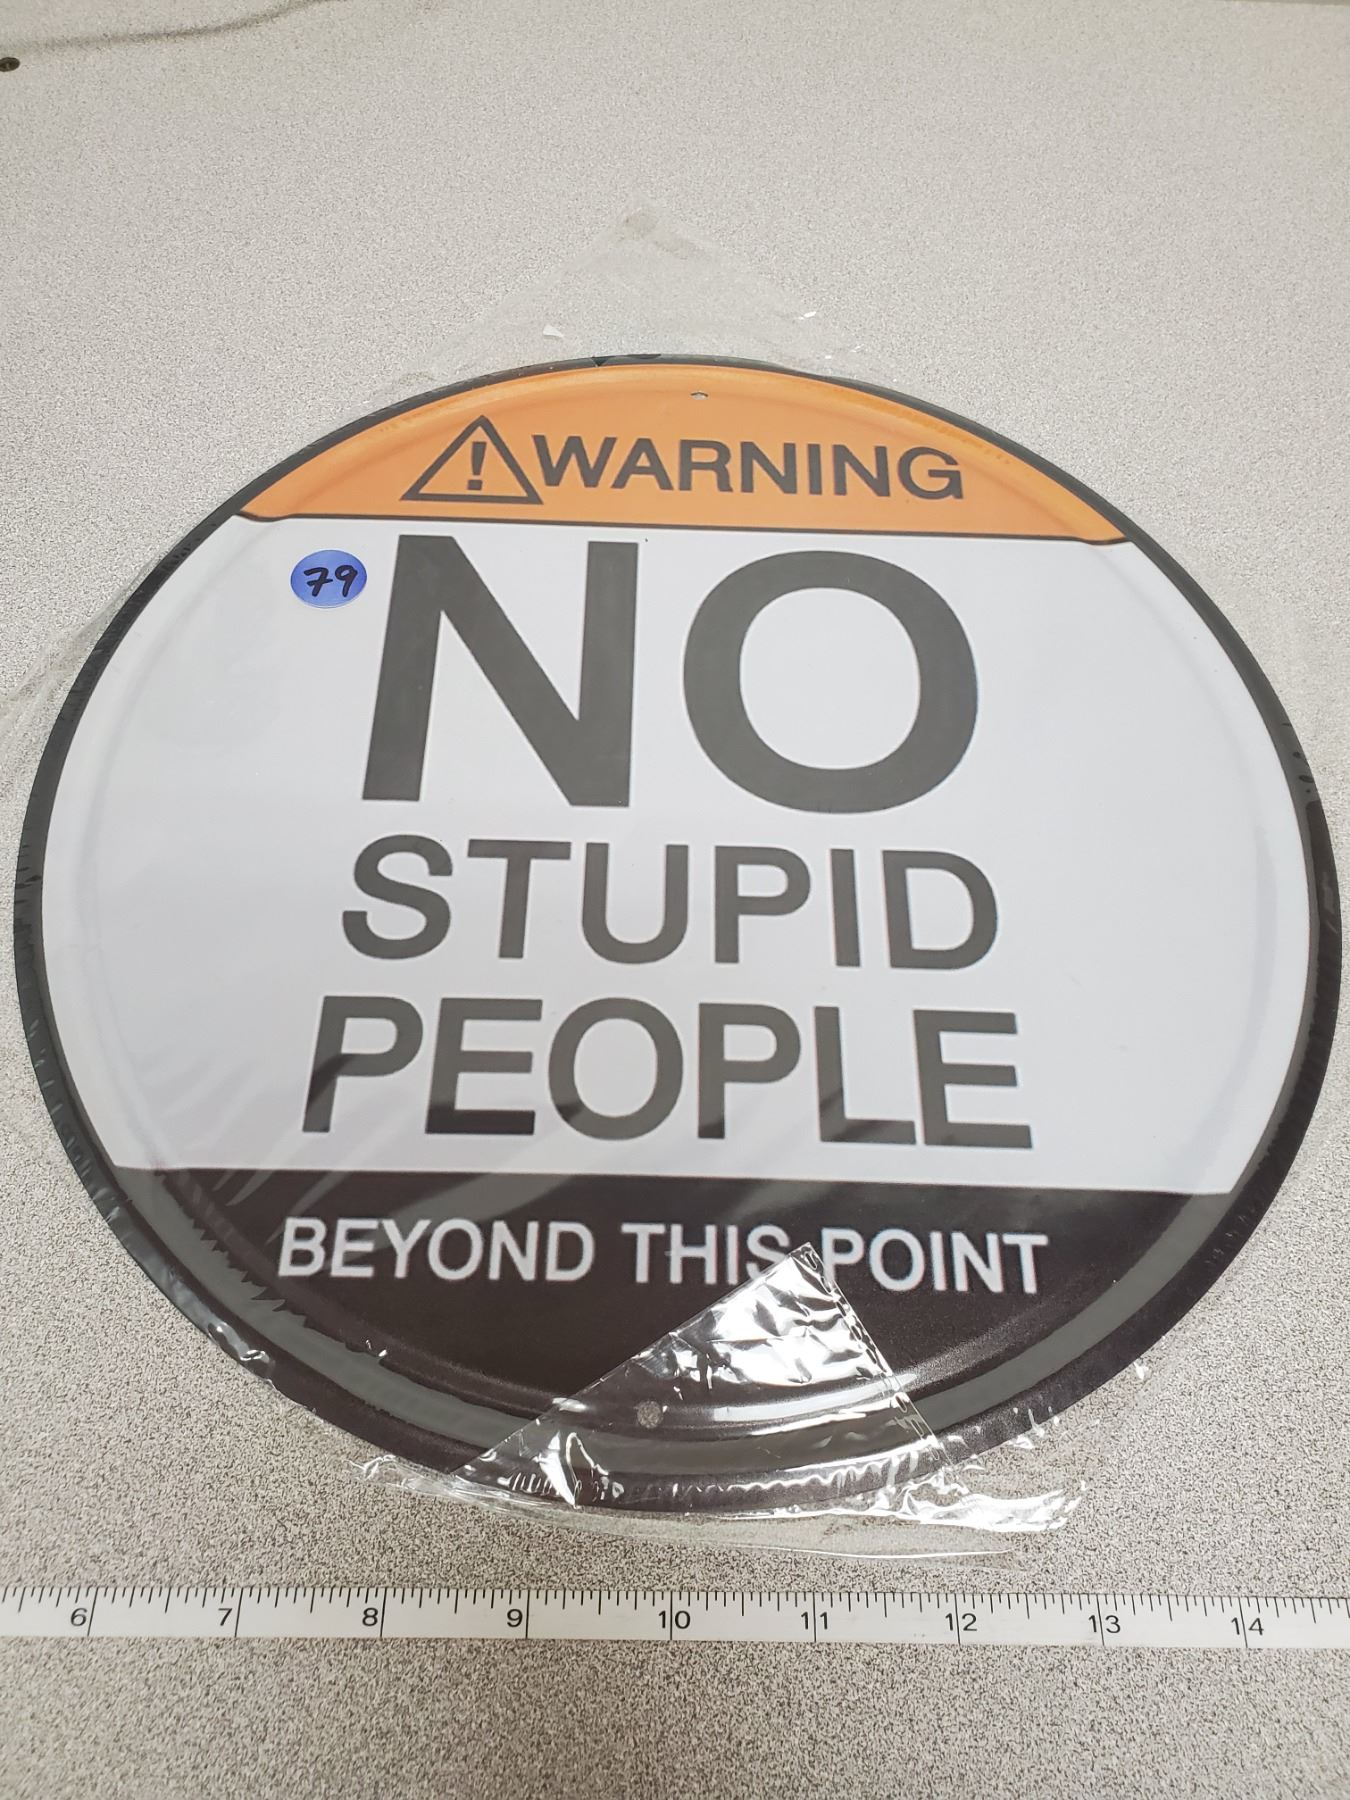 ! WARNING
79
NO
STUPID
PEOPLE
BEYOND THIS POINT
6 7 8 9 10 11 12 13 14